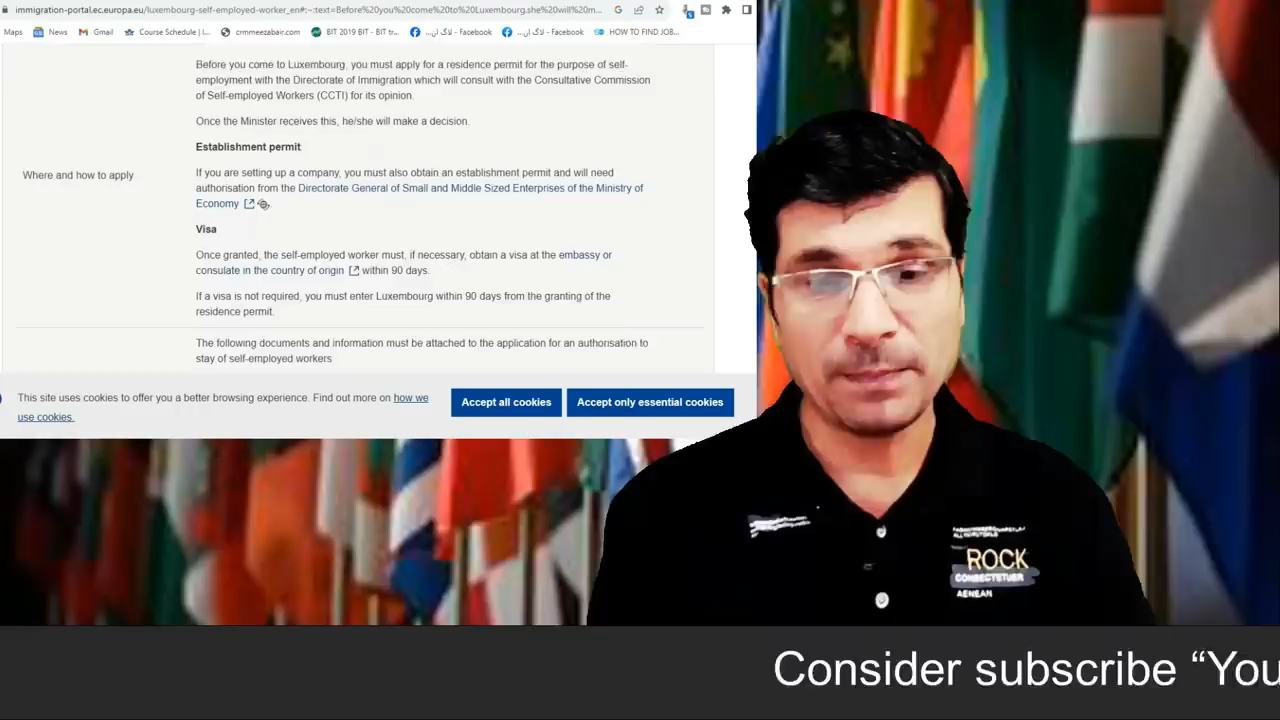 immigration-portal.ec.europa.eu/luxembourg-self-employed-worker_en#:~:text=Before%20you%20come%20to%20Luxembourg.she%20will%20m...
Maps News Gmail Course Schedule | I... crmmeezabair.com BIT 2019 BIT - BIT tr... لاگ ان... - Facebook لاگ ان... - Facebook HOW TO FIND JOB...
Before you come to Luxembourg, you must apply for a residence permit for the purpose of self-
employment with the Directorate of Immigration which will consult with the Consultative Commission
of Self-employed Workers (CCTI) for its opinion.
Once the Minister receives this, he/she will make a decision.
Establishment permit
Where and how to apply
If you are setting up a company, you must also obtain an establishment permit and will need
authorisation from the Directorate General of Small and Middle Sized Enterprises of the Ministry of
Economy
Visa
Once granted, the self-employed worker must, if necessary, obtain a visa at the embassy or
consulate in the country of origin within 90 days.
If a visa is not required, you must enter Luxembourg within 90 days from the granting of the
residence permit.
The following documents and information must be attached to the application for an authorisation to
stay of self-employed workers
This site uses cookies to offer you a better browsing experience. Find out more on how we
use cookies.
Accept all cookies
Accept only essential cookies
ROCK
CONSECTETUER
AENEAN
Consider subscribe “You